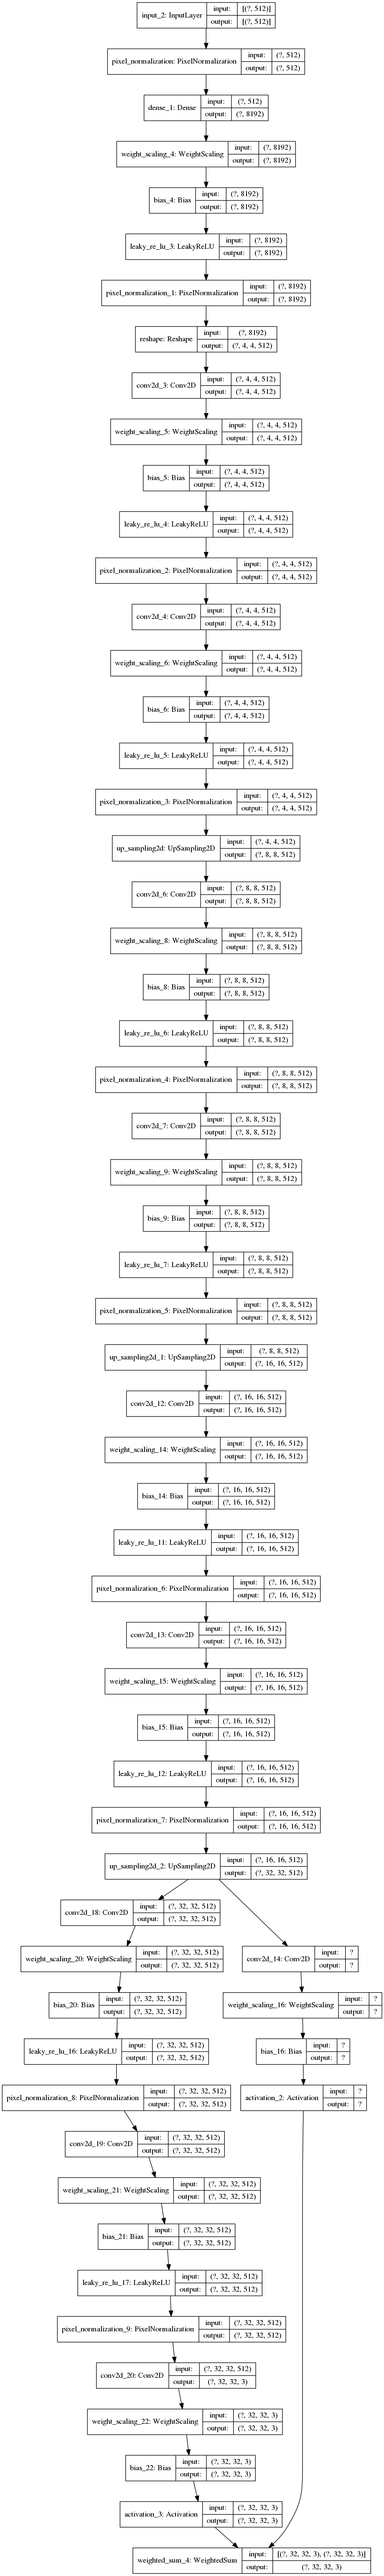 input_2: InputLayer input: [(?, 512)]
output: [(?, 512)]
pixel_normalization: PixelNormalization input: (?, 512)
output: (?, 512)
dense_1: Dense input: (?, 512)
output: (?, 8192)
weight_scaling_4: WeightScaling input: (?, 8192)
output: (?, 8192)
bias_4: Bias input: (?, 8192)
output: (?, 8192)
leaky_re_lu_3: LeakyReLU input: (?, 8192)
output: (?, 8192)
pixel_normalization_1: PixelNormalization input: (?, 8192)
output: (?, 8192)
reshape: Reshape input: (?, 8192)
output: (?, 4, 4, 512)
conv2d_3: Conv2D input: (?, 4, 4, 512)
output: (?, 4, 4, 512)
weight_scaling_5: WeightScaling input: (?, 4, 4, 512)
output: (?, 4, 4, 512)
bias_5: Bias input: (?, 4, 4, 512)
output: (?, 4, 4, 512)
leaky_re_lu_4: LeakyReLU input: (?, 4, 4, 512)
output: (?, 4, 4, 512)
pixel_normalization_2: PixelNormalization input: (?, 4, 4, 512)
output: (?, 4, 4, 512)
conv2d_4: Conv2D input: (?, 4, 4, 512)
output: (?, 4, 4, 512)
weight_scaling_6: WeightScaling input: (?, 4, 4, 512)
output: (?, 4, 4, 512)
bias_6: Bias input: (?, 4, 4, 512)
output: (?, 4, 4, 512)
leaky_re_lu_5: LeakyReLU input: (?, 4, 4, 512)
output: (?, 4, 4, 512)
pixel_normalization_3: PixelNormalization input: (?, 4, 4, 512)
output: (?, 4, 4, 512)
up_sampling2d: UpSampling2D input: (?, 4, 4, 512)
output: (?, 8, 8, 512)
conv2d_6: Conv2D input: (?, 8, 8, 512)
output: (?, 8, 8, 512)
weight_scaling_8: WeightScaling input: (?, 8, 8, 512)
output: (?, 8, 8, 512)
bias_8: Bias input: (?, 8, 8, 512)
output: (?, 8, 8, 512)
leaky_re_lu_6: LeakyReLU input: (?, 8, 8, 512)
output: (?, 8, 8, 512)
pixel_normalization_4: PixelNormalization input: (?, 8, 8, 512)
output: (?, 8, 8, 512)
conv2d_7: Conv2D input: (?, 8, 8, 512)
output: (?, 8, 8, 512)
weight_scaling_9: WeightScaling input: (?, 8, 8, 512)
output: (?, 8, 8, 512)
bias_9: Bias input: (?, 8, 8, 512)
output: (?, 8, 8, 512)
leaky_re_lu_7: LeakyReLU input: (?, 8, 8, 512)
output: (?, 8, 8, 512)
pixel_normalization_5: PixelNormalization input: (?, 8, 8, 512)
output: (?, 8, 8, 512)
up_sampling2d_1: UpSampling2D input: (?, 8, 8, 512)
output: (?, 16, 16, 512)
conv2d_12: Conv2D input: (?, 16, 16, 512)
output: (?, 16, 16, 512)
weight_scaling_14: WeightScaling input: (?, 16, 16, 512)
output: (?, 16, 16, 512)
bias_14: Bias input: (?, 16, 16, 512)
output: (?, 16, 16, 512)
leaky_re_lu_11: LeakyReLU input: (?, 16, 16, 512)
output: (?, 16, 16, 512)
pixel_normalization_6: PixelNormalization input: (?, 16, 16, 512)
output: (?, 16, 16, 512)
conv2d_13: Conv2D input: (?, 16, 16, 512)
output: (?, 16, 16, 512)
weight_scaling_15: WeightScaling input: (?, 16, 16, 512)
output: (?, 16, 16, 512)
bias_15: Bias input: (?, 16, 16, 512)
output: (?, 16, 16, 512)
leaky_re_lu_12: LeakyReLU input: (?, 16, 16, 512)
output: (?, 16, 16, 512)
pixel_normalization_7: PixelNormalization input: (?, 16, 16, 512)
output: (?, 16, 16, 512)
up_sampling2d_2: UpSampling2D input: (?, 16, 16, 512)
output: (?, 32, 32, 512)
conv2d_18: Conv2D input: (?, 32, 32, 512)
output: (?, 32, 32, 512)
weight_scaling_20: WeightScaling input: (?, 32, 32, 512)
output: (?, 32, 32, 512)
conv2d_14: Conv2D input: ?
output: ?
bias_20: Bias input: (?, 32, 32, 512)
output: (?, 32, 32, 512)
weight_scaling_16: WeightScaling input: ?
output: ?
leaky_re_lu_16: LeakyReLU input: (?, 32, 32, 512)
output: (?, 32, 32, 512)
bias_16: Bias input: ?
output: ?
pixel_normalization_8: PixelNormalization input: (?, 32, 32, 512)
output: (?, 32, 32, 512)
activation_2: Activation input: ?
output: ?
conv2d_19: Conv2D input: (?, 32, 32, 512)
output: (?, 32, 32, 512)
weight_scaling_21: WeightScaling input: (?, 32, 32, 512)
output: (?, 32, 32, 512)
bias_21: Bias input: (?, 32, 32, 512)
output: (?, 32, 32, 512)
leaky_re_lu_17: LeakyReLU input: (?, 32, 32, 512)
output: (?, 32, 32, 512)
pixel_normalization_9: PixelNormalization input: (?, 32, 32, 512)
output: (?, 32, 32, 512)
conv2d_20: Conv2D input: (?, 32, 32, 512)
output: (?, 32, 32, 3)
weight_scaling_22: WeightScaling input: (?, 32, 32, 3)
output: (?, 32, 32, 3)
bias_22: Bias input: (?, 32, 32, 3)
output: (?, 32, 32, 3)
activation_3: Activation input: (?, 32, 32, 3)
output: (?, 32, 32, 3)
weighted_sum_4: WeightedSum input: [(?, 32, 32, 3), (?, 32, 32, 3)]
output: (?, 32, 32, 3)